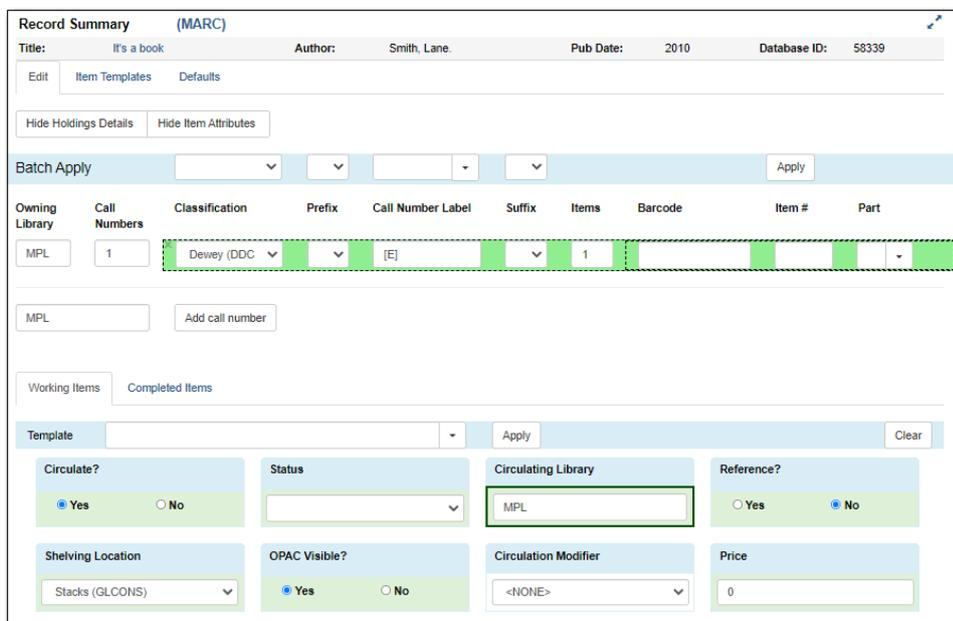 Record Summary (MARC)
Title: It's a book Author: Smith, Lane. Pub Date: 2010 Database ID: 58339
Edit Item Templates Defaults
Hide Holdings Details Hide Item Attributes
Batch Apply Apply
Owning Library Call Numbers Classification Prefix Call Number Label Suffix Items Barcode Item # Part
MPL 1 Dewey (DDC [E] 1
MPL Add call number
Working Items Completed Items
Template Apply Clear
Circulate? Status Circulating Library Reference?
Yes No MPL Yes No
Shelving Location OPAC Visible? Circulation Modifier Price
Stacks (GLCONS) Yes No <NONE> 0